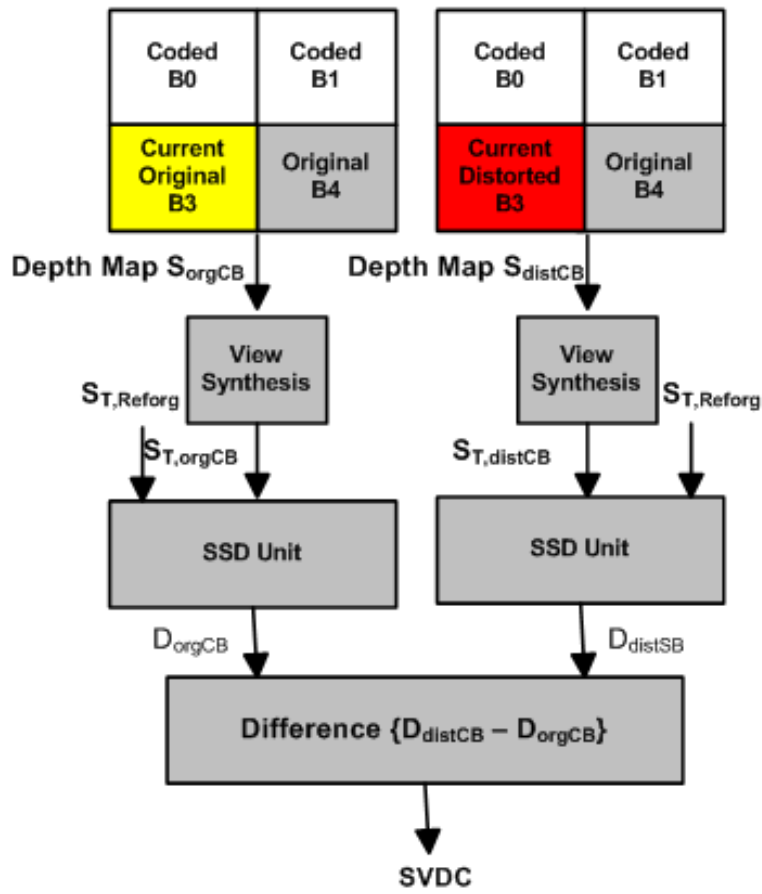 Coded B0
Coded B1
Coded B0
Coded B1
Current Original B3
Original B4
Current Distorted B3
Original B4
Depth Map SorgCB
Depth Map SdistCB
View Synthesis
View Synthesis
ST,Reforg
ST,Reforg
ST,orgCB
ST,distCB
SSD Unit
SSD Unit
DorgCB
DdistSB
Difference {DdistCB – DorgCB}
SVDC